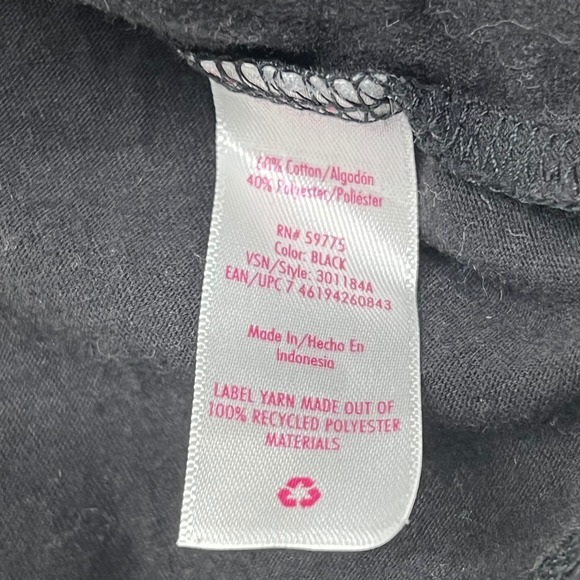 60% Cotton/Algodón
40% Polyester/Poliéster
RN# 59775
Color: BLACK
VSN/Style: 301184A
EAN/UPC 7 46194260843
Made In/Hecho En
Indonesia
LABEL YARN MADE OUT OF
100% RECYCLED POLYESTER
MATERIALS